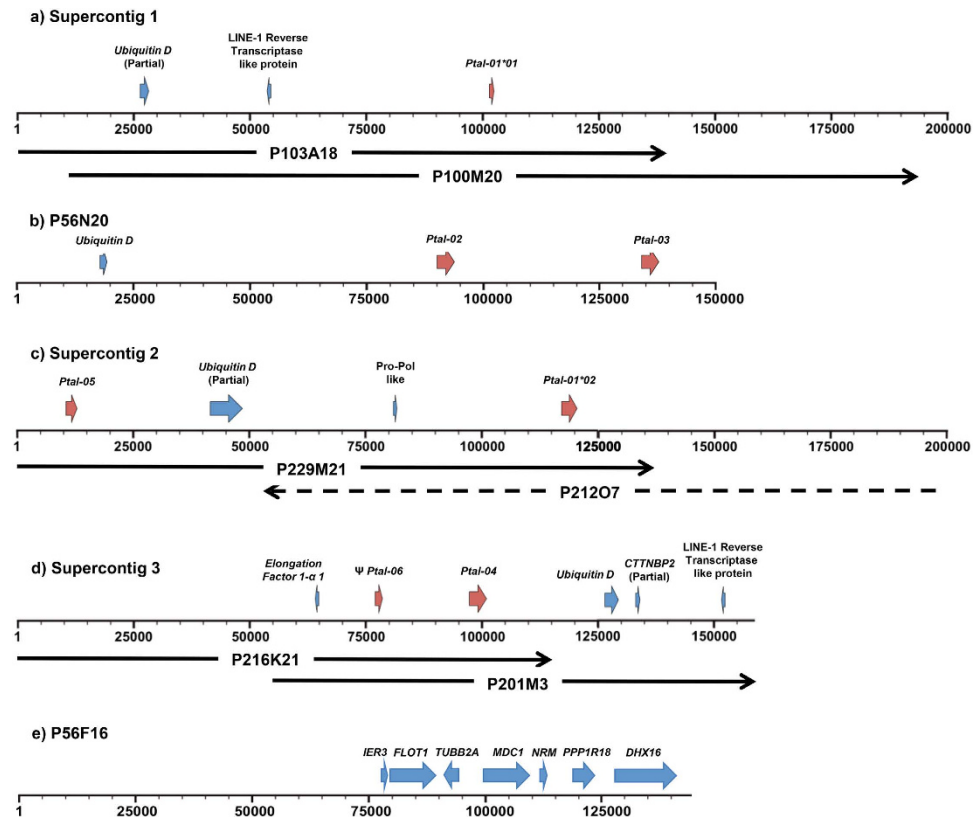 a) Supercontig 1
Ubiquitin D
(Partial)
LINE-1 Reverse
Transcriptase
like protein
Ptal-01*01
1 25000 50000 75000 100000 125000 150000 175000 200000
P103A18
P100M20
b) P56N20
Ubiquitin D
Ptal-02
Ptal-03
1 25000 50000 75000 100000 125000 150000
c) Supercontig 2
Ptal-05
Ubiquitin D
(Partial)
Pro-Pol
like
Ptal-01*02
1 25000 50000 75000 100000 125000 150000 175000 200000
P229M21
P212O7
d) Supercontig 3
Elongation
Factor 1-α 1
Ψ Ptal-06
Ptal-04
Ubiquitin D
CTTNBP2
(Partial)
LINE-1 Reverse
Transcriptase
like protein
1 25000 50000 75000 100000 125000 150000
P216K21
P201M3
e) P56F16
IER3 FLOT1 TUBB2A MDC1 NRM PPP1R18 DHX16
1 25000 50000 75000 100000 125000